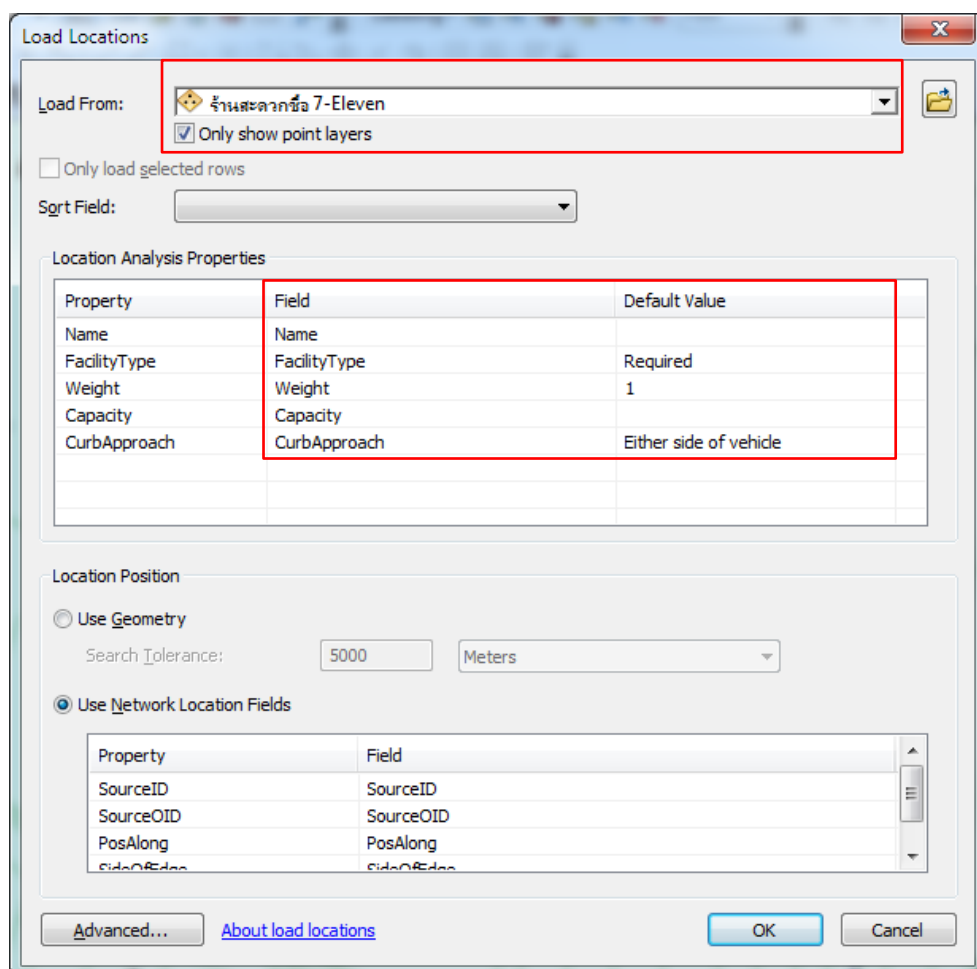 Load Locations
Load From: ร้านสะดวกซื้อ 7-Eleven
Only show point layers
Only load selected rows
Sort Field:
Location Analysis Properties
Property Field Default Value
Name Name
FacilityType FacilityType Required
Weight Weight 1
Capacity Capacity
CurbApproach CurbApproach Either side of vehicle
Location Position
Use Geometry
Search Tolerance: 5000 Meters
Use Network Location Fields
Property Field
SourceID SourceID
SourceOID SourceOID
PosAlong PosAlong
SideOfEdge SideOfEdge
Advanced... About load locations OK Cancel